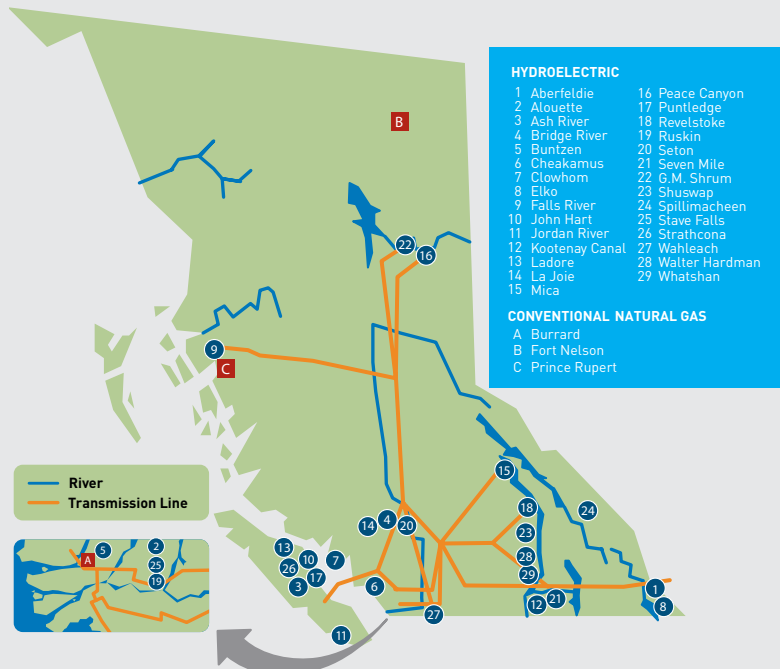 HYDROELECTRIC
1 Aberfeldie
2 Alouette
3 Ash River
4 Bridge River
5 Buntzen
6 Cheakamus
7 Clowhom
8 Elko
9 Falls River
10 John Hart
11 Jordan River
12 Kootenay Canal
13 Ladore
14 La Joie
15 Mica
16 Peace Canyon
17 Puntledge
18 Revelstoke
19 Ruskin
20 Seton
21 Seven Mile
22 G.M. Shrum
23 Shuswap
24 Spillimacheen
25 Stave Falls
26 Strathcona
27 Wahleach
28 Walter Hardman
29 Whatshan
CONVENTIONAL NATURAL GAS
A Burrard
B Fort Nelson
C Prince Rupert
B
22
16
9
C
15
18
24
23
28
29
12
21
1
8
14
4
20
13
10
7
26
17
3
6
27
11
River
Transmission Line
5
2
A
25
19